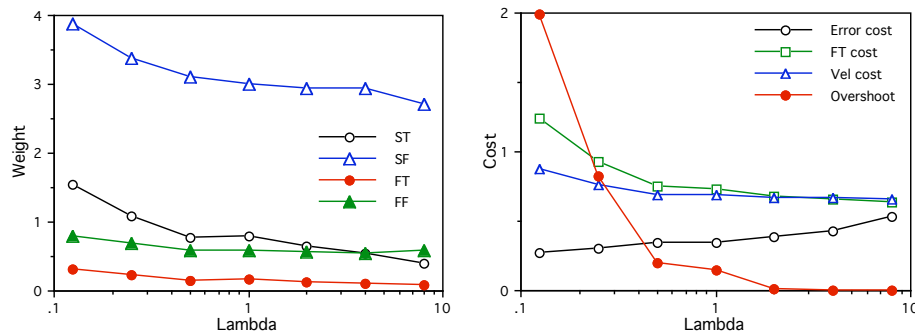 4
3
2
1
0
Weight
ST
SF
FT
FF
0.1
1
10
Lambda
2
1
0
Cost
Error cost
FT cost
Vel cost
Overshoot
.1
1
10
Lambda